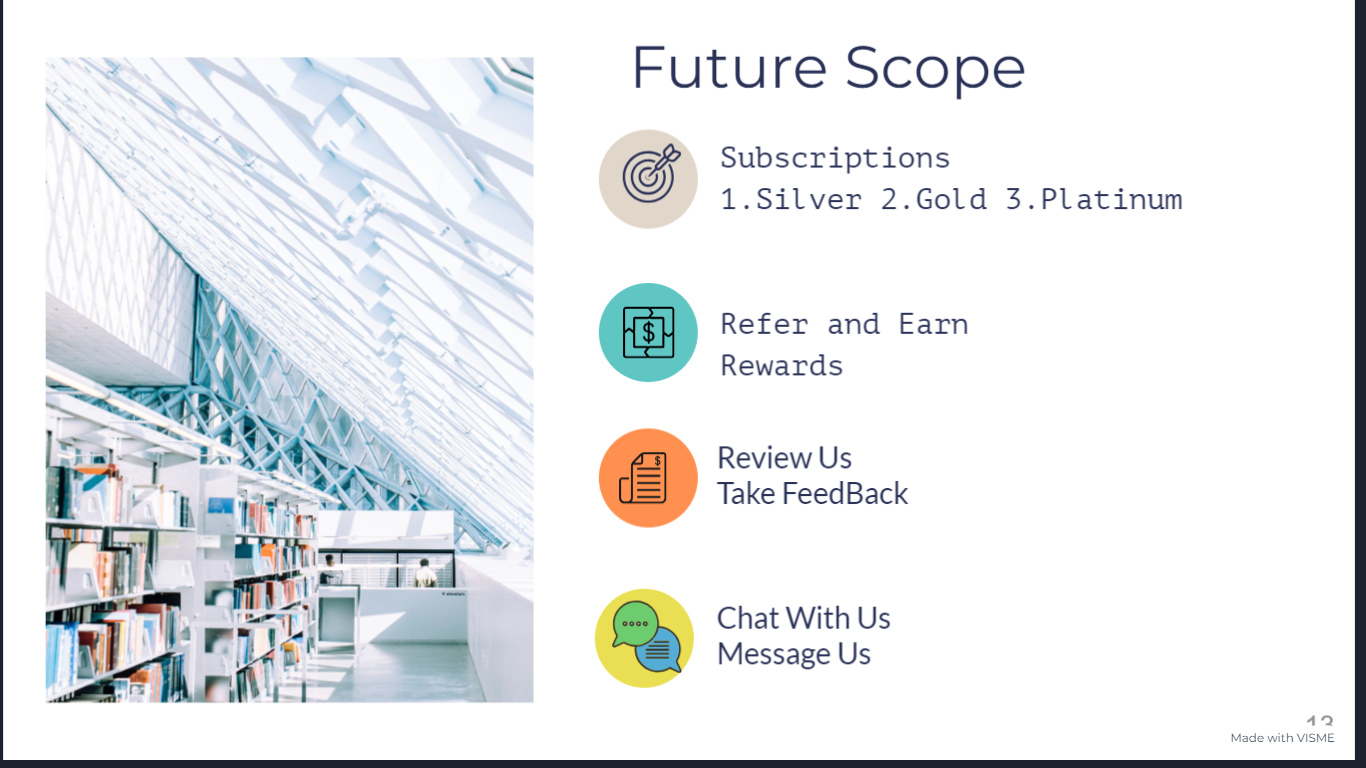 Future Scope
Subscriptions
1.Silver 2.Gold 3.Platinum
$
Refer and Earn
Rewards
$
Review Us
Take FeedBack
Chat With Us
Message Us
13
Made with VISME